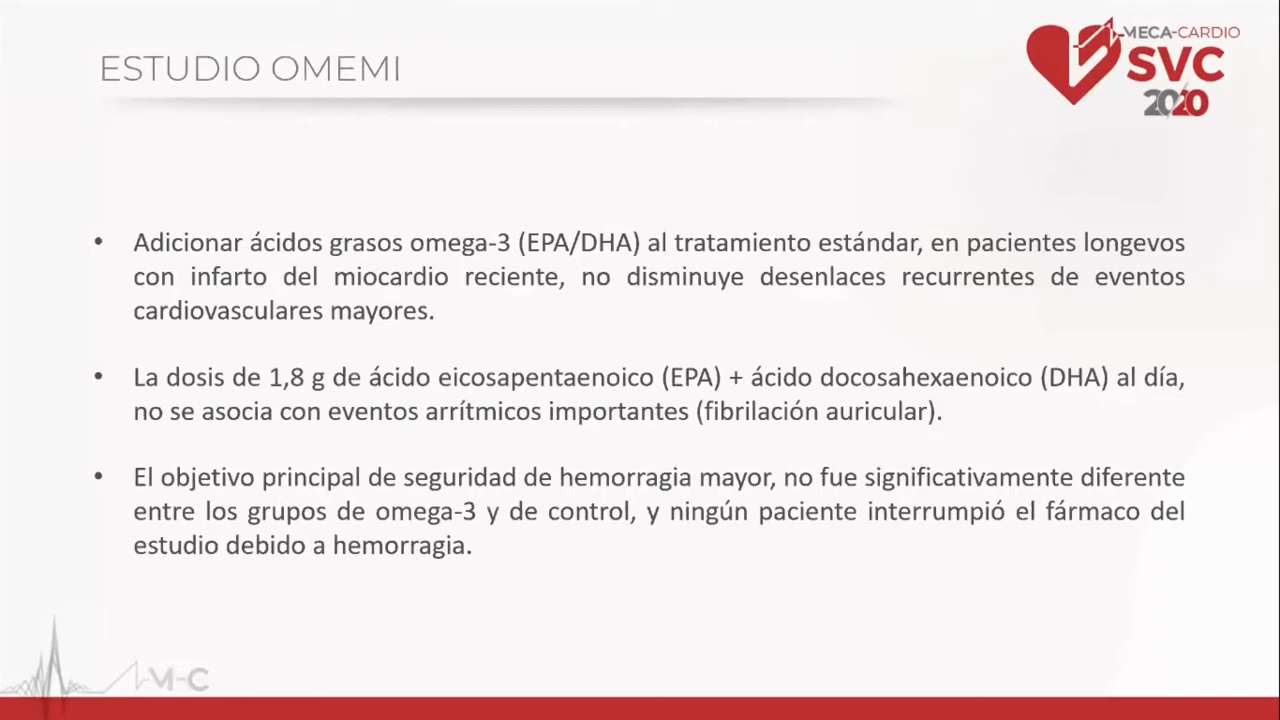 ESTUDIO OMEMI
MECA-CARDIO
SVC
2020
• Adicionar ácidos grasos omega-3 (EPA/DHA) al tratamiento estándar, en pacientes longevos
con infarto del miocardio reciente, no disminuye desenlaces recurrentes de eventos
cardiovasculares mayores.
• La dosis de 1,8 g de ácido eicosapentaenoico (EPA) + ácido docosahexaenoico (DHA) al día,
no se asocia con eventos arrítmicos importantes (fibrilación auricular).
• El objetivo principal de seguridad de hemorragia mayor, no fue significativamente diferente
entre los grupos de omega-3 y de control, y ningún paciente interrumpió el fármaco del
estudio debido a hemorragia.
M-C